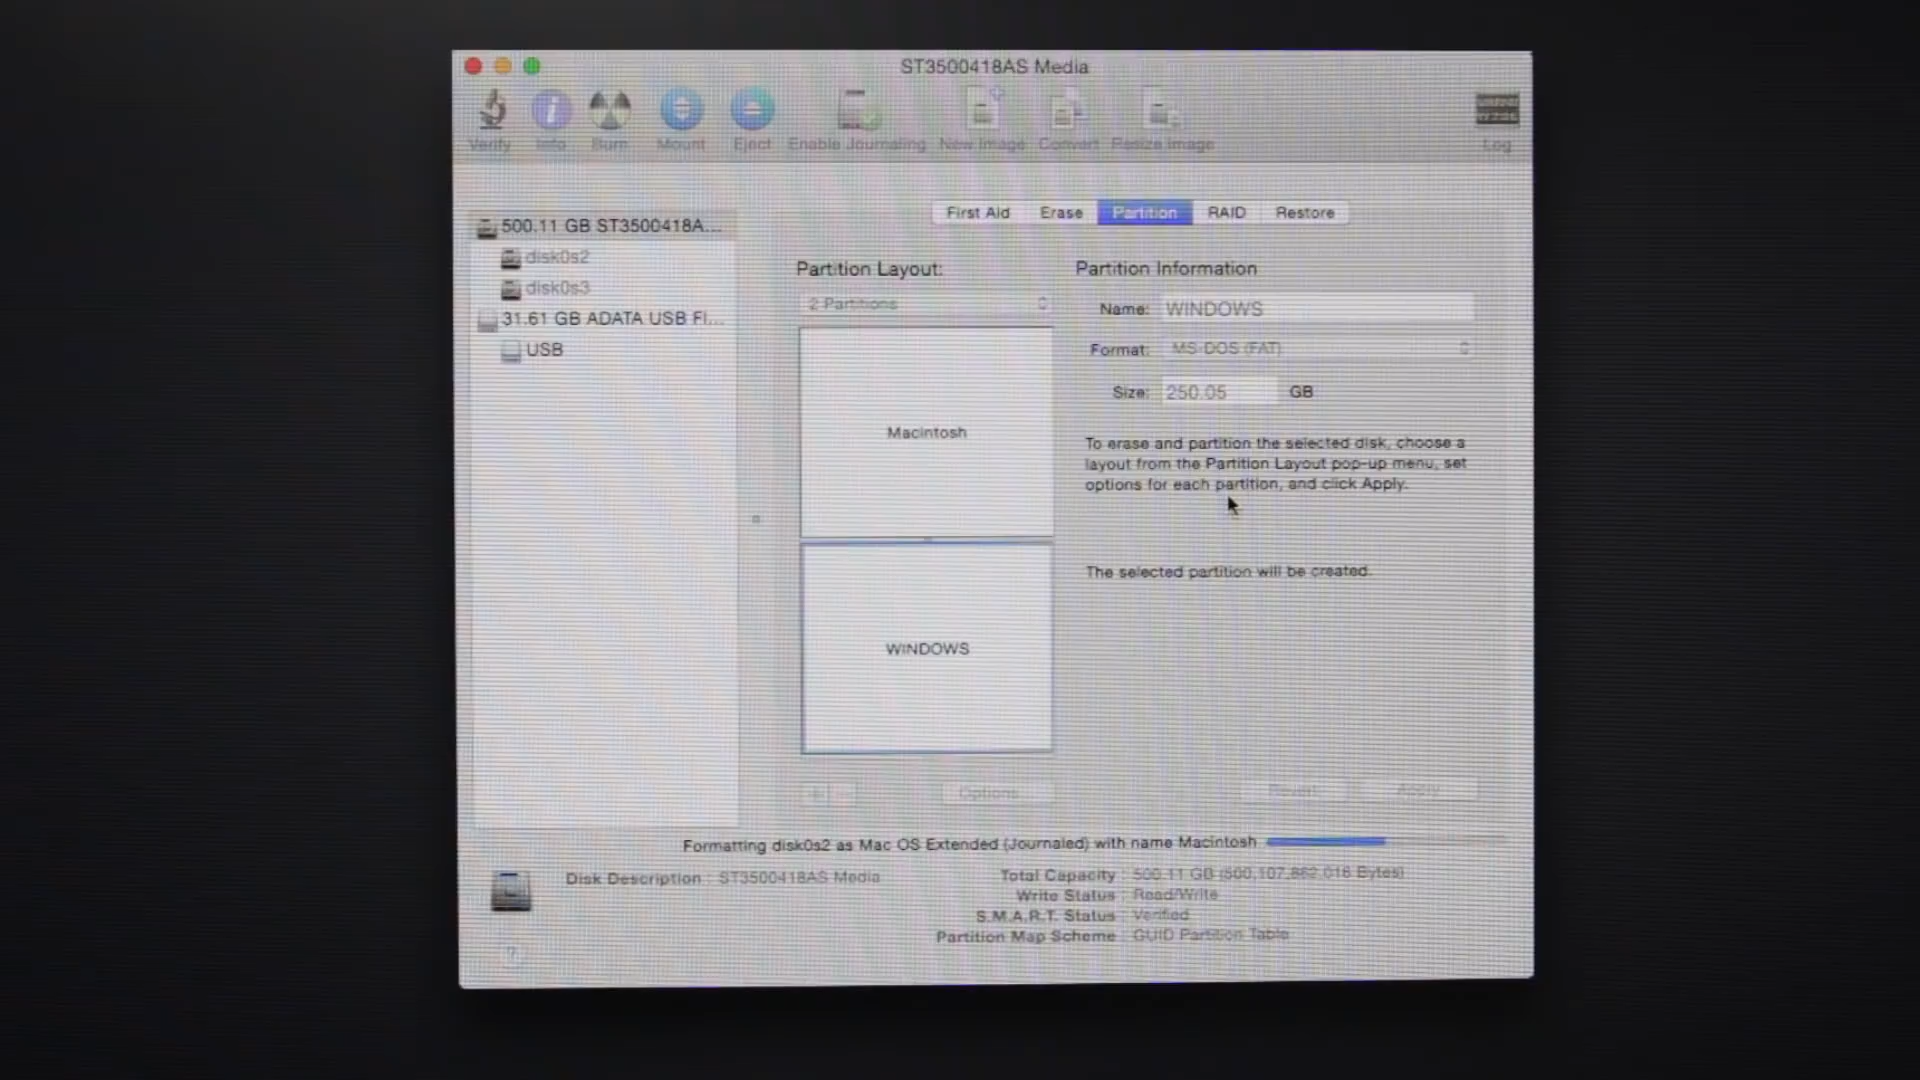 ST3500418AS Media
Verify Info Burn Mount Eject Enable Journaling New Image Convert Resize Image Log
First Aid Erase Partition RAID Restore
500.11 GB ST3500418A...
disk0s2
disk0s3
31.61 GB ADATA USB Fl...
USB
Partition Layout:
2 Partitions
Macintosh
WINDOWS
+ −
Options...
Partition Information
Name: WINDOWS
Format: MS-DOS (FAT)
Size: 250.05 GB
To erase and partition the selected disk, choose a
layout from the Partition Layout pop-up menu, set
options for each partition, and click Apply.
The selected partition will be created.
Revert Apply
Formatting disk0s2 as Mac OS Extended (Journaled) with name Macintosh
Disk Description : ST3500418AS Media
Total Capacity : 500.11 GB (500,107,862,016 Bytes)
Write Status : Read/Write
S.M.A.R.T. Status : Verified
Partition Map Scheme : GUID Partition Table
?